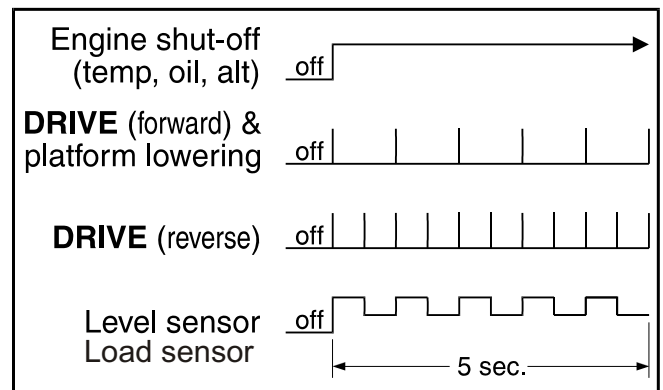 Engine shut-off
(temp, oil, alt) off
DRIVE (forward) &
platform lowering off
DRIVE (reverse) off
Level sensor off
Load sensor
5 sec.